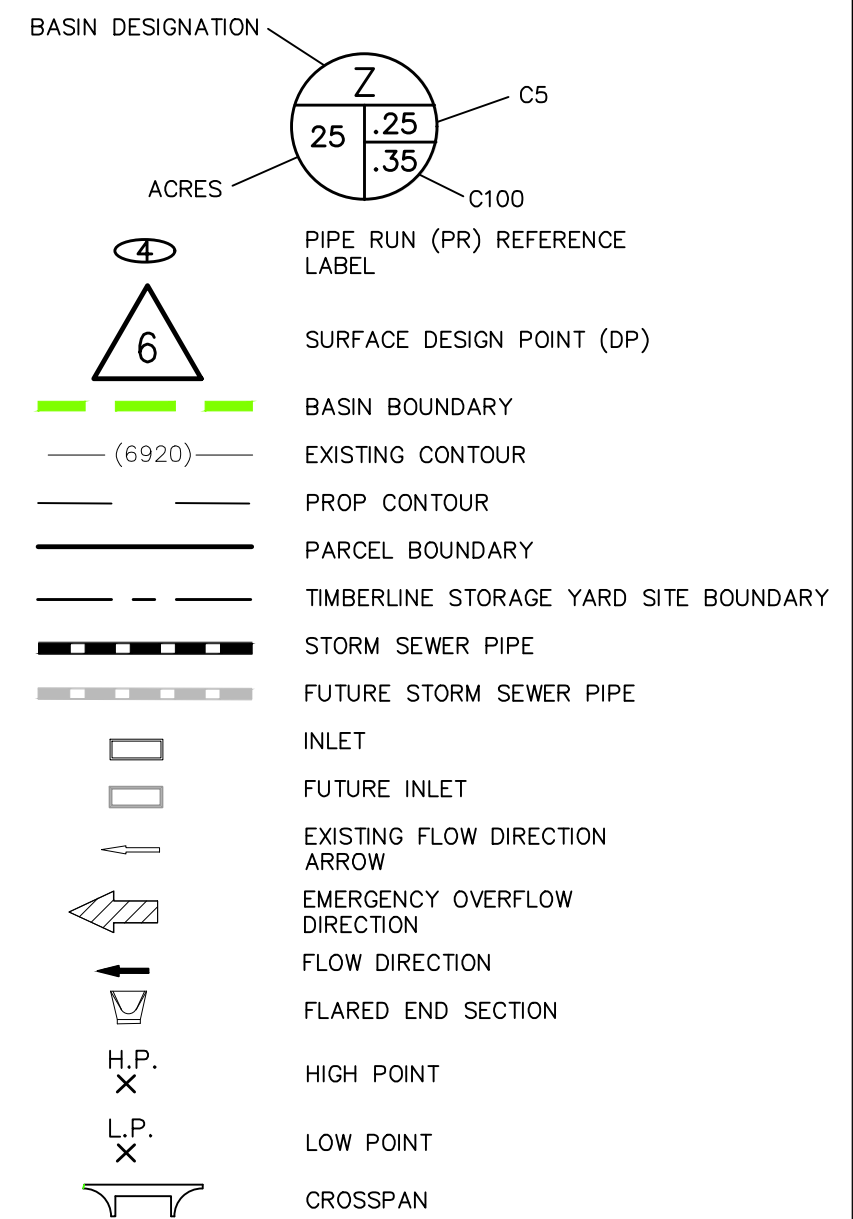 BASIN DESIGNATION
Z
C5
25
.25
.35
ACRES
C100
4
PIPE RUN (PR) REFERENCE
LABEL
6
SURFACE DESIGN POINT (DP)
BASIN BOUNDARY
(6920)
EXISTING CONTOUR
PROP CONTOUR
PARCEL BOUNDARY
TIMBERLINE STORAGE YARD SITE BOUNDARY
STORM SEWER PIPE
FUTURE STORM SEWER PIPE
INLET
FUTURE INLET
EXISTING FLOW DIRECTION
ARROW
EMERGENCY OVERFLOW
DIRECTION
FLOW DIRECTION
FLARED END SECTION
H.P.
HIGH POINT
L.P.
LOW POINT
CROSSPAN